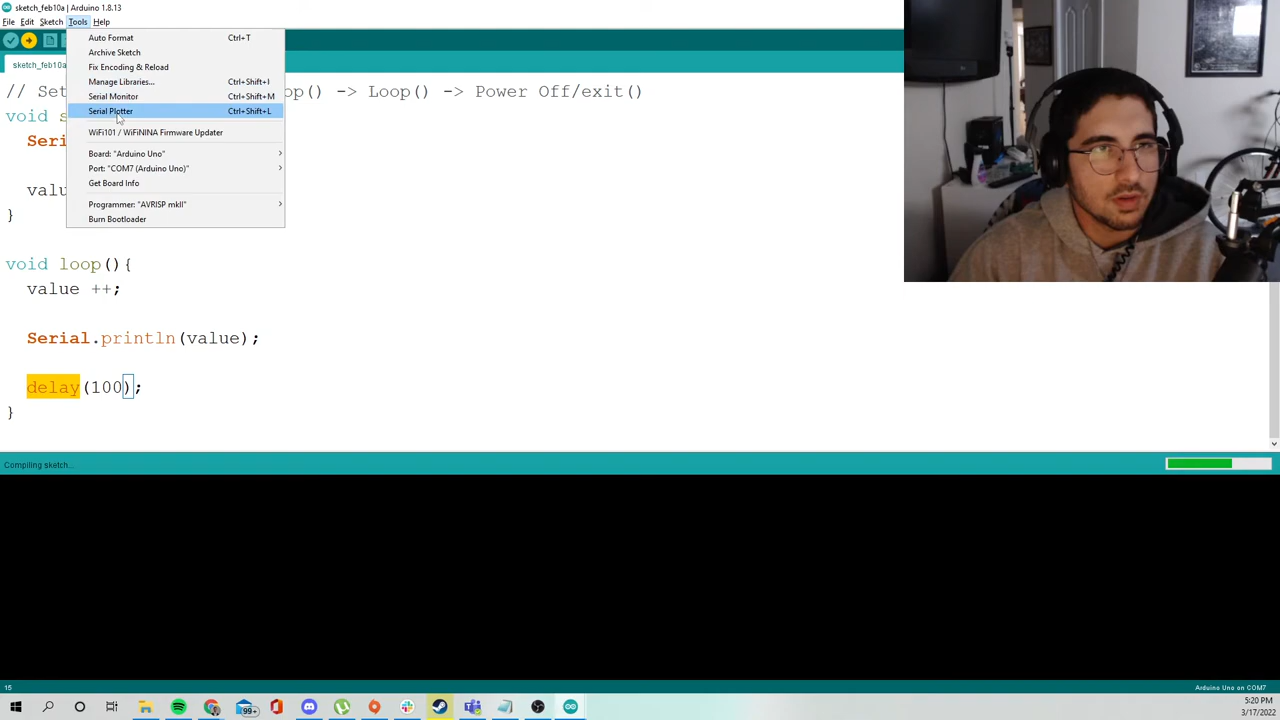 sketch_feb10a | Arduino 1.8.13
File Edit Sketch Tools Help
sketch_feb10a
Auto Format Ctrl+T
Archive Sketch
Fix Encoding & Reload
Manage Libraries... Ctrl+Shift+I
Serial Monitor Ctrl+Shift+M
Serial Plotter Ctrl+Shift+L
WiFi101 / WiFiNINA Firmware Updater
Board: "Arduino Uno"
Port: "COM7 (Arduino Uno)"
Get Board Info
Programmer: "AVRISP mkII"
Burn Bootloader
// Set op() -> Loop() -> Power Off/exit()
void s
Seri
valu
}
void loop(){
value ++;
Serial.println(value);
delay(100);
}
Compiling sketch...
15 Arduino Uno on COM7
99+
5:20 PM
3/17/2022